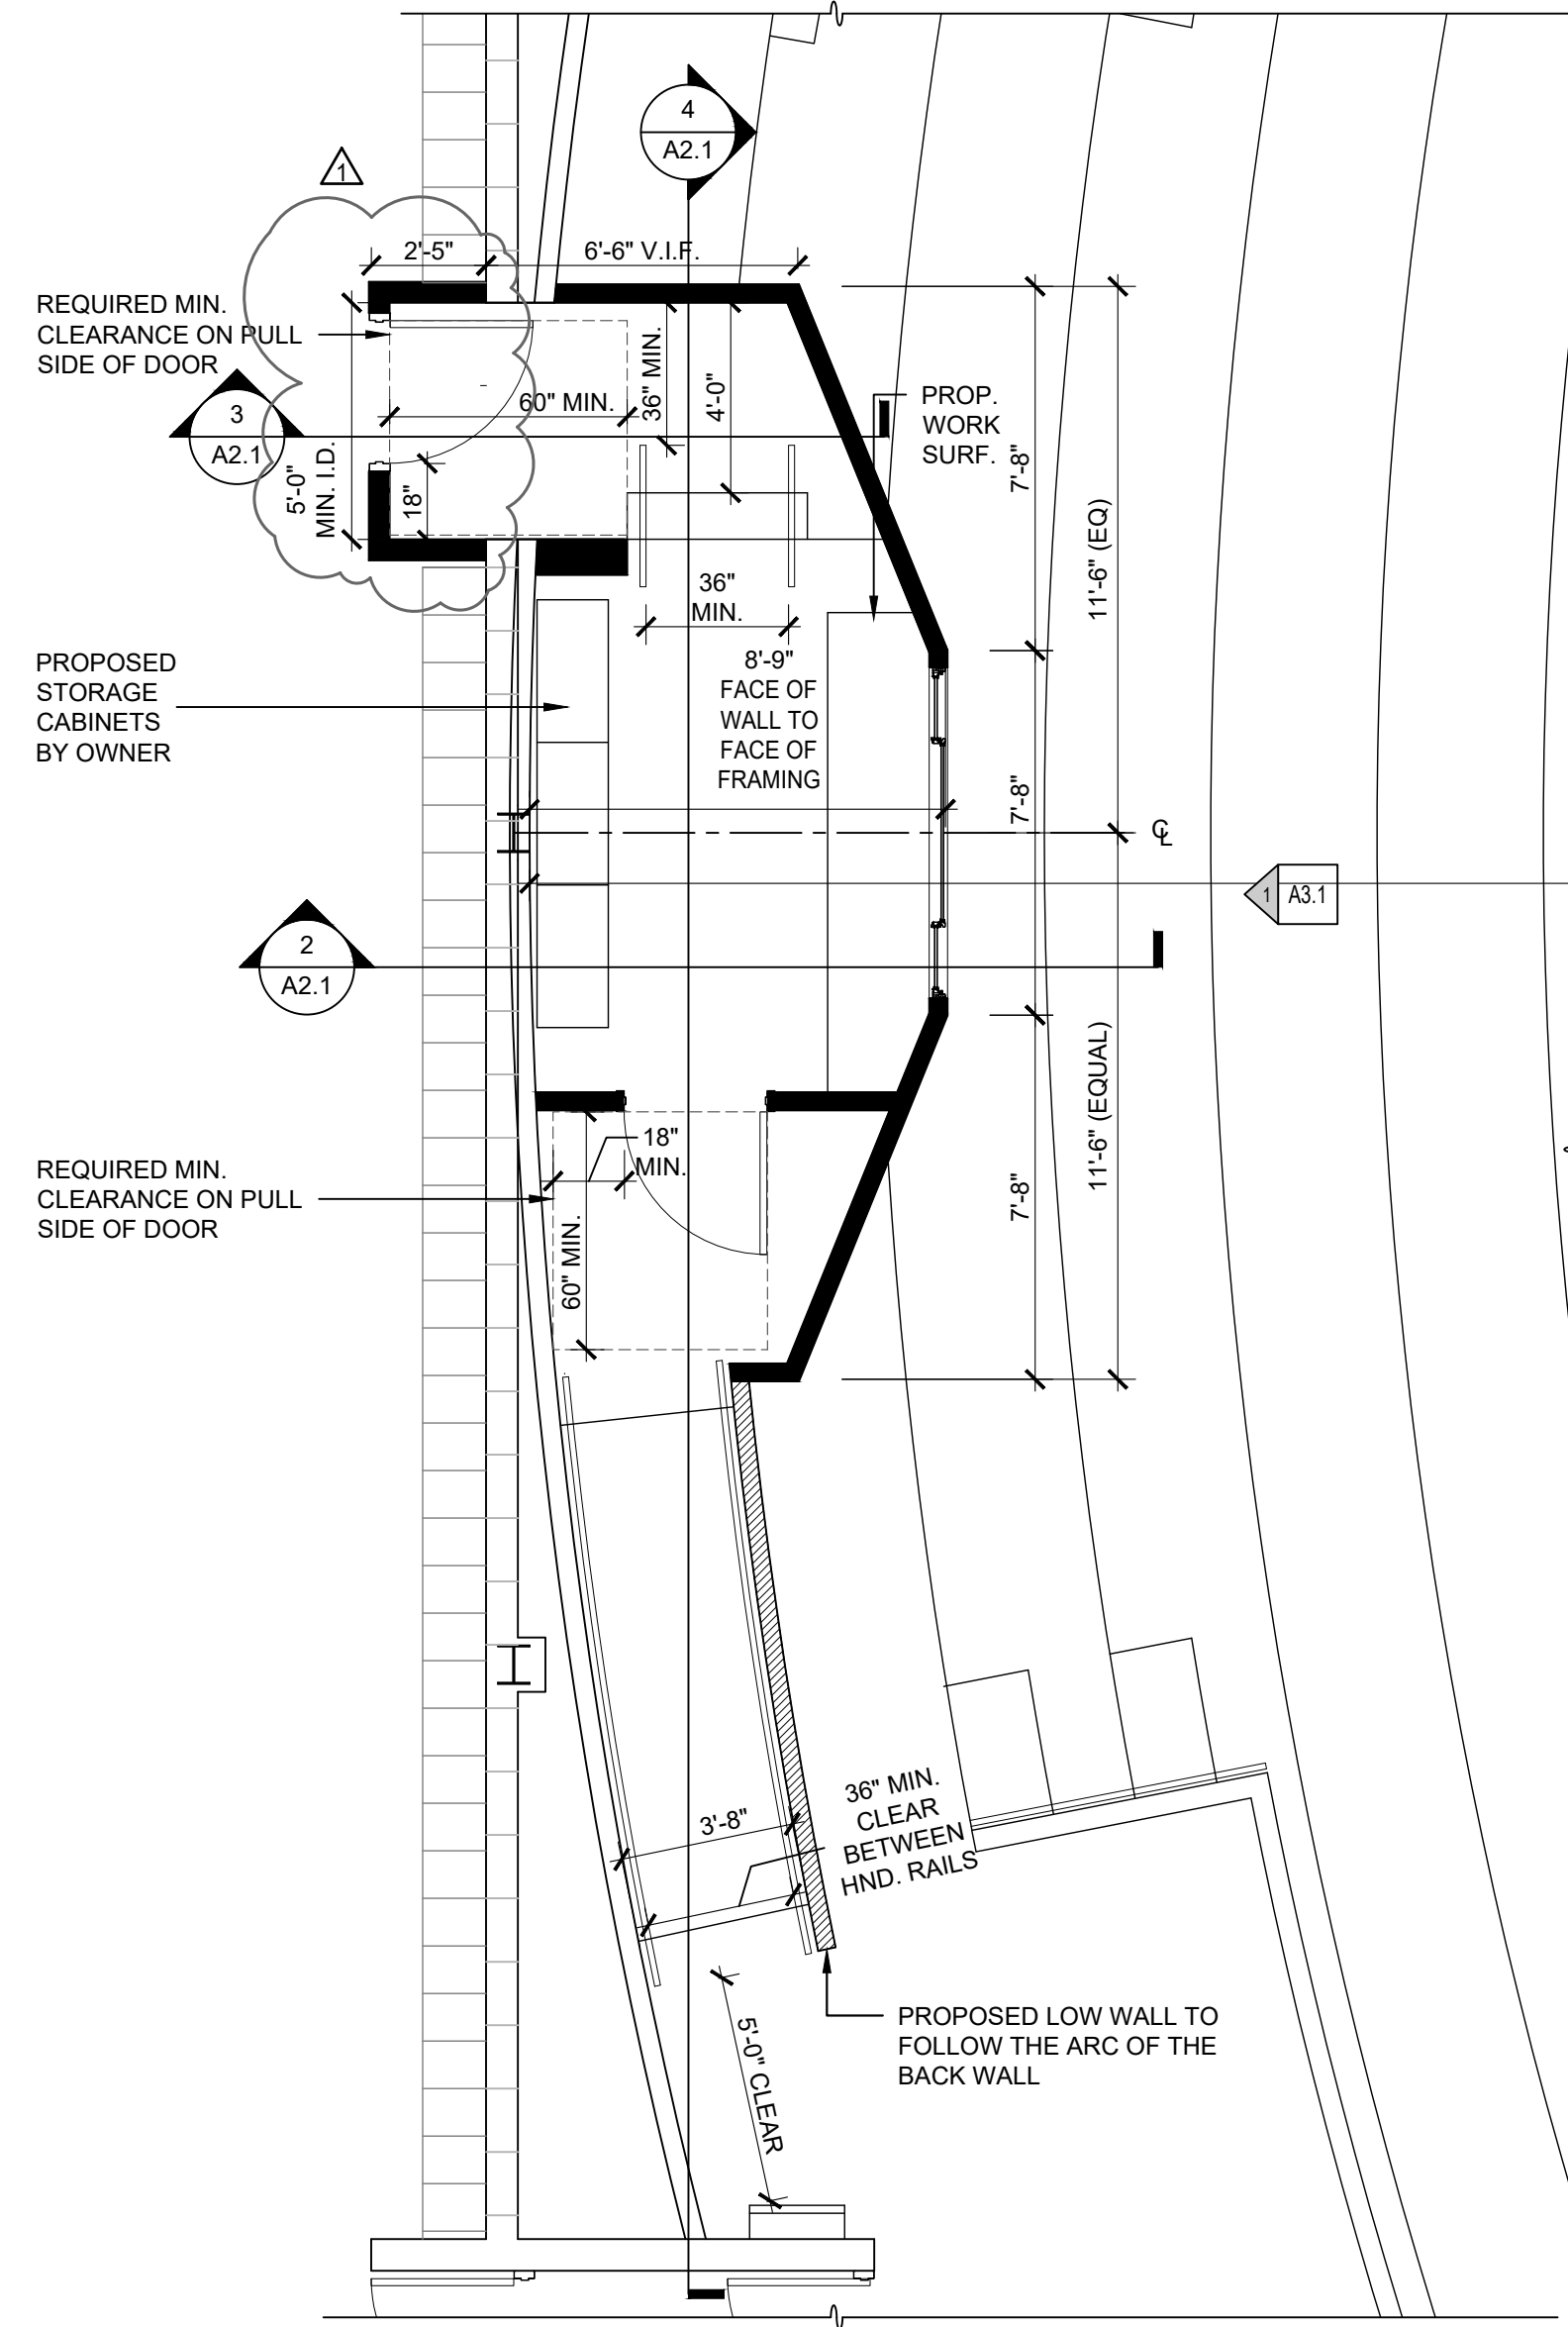 4
A2.1
1
2'-5"
6'-6" V.I.F.
REQUIRED MIN.
CLEARANCE ON PULL
SIDE OF DOOR
3
A2.1
5'-0"
MIN. I.D.
18"
60" MIN.
36" MIN.
4'-0"
PROP.
WORK
SURF.
7'-8"
11'-6" (EQ)
36"
MIN.
PROPOSED
STORAGE
CABINETS
BY OWNER
8'-9"
FACE OF
WALL TO
FACE OF
FRAMING
7'-8"
CL
1
A3.1
2
A2.1
11'-6" (EQUAL)
18"
MIN.
REQUIRED MIN.
CLEARANCE ON PULL
SIDE OF DOOR
7'-8"
60" MIN.
3'-8"
36" MIN.
CLEAR
BETWEEN
HND. RAILS
5'-0" CLEAR
PROPOSED LOW WALL TO
FOLLOW THE ARC OF THE
BACK WALL